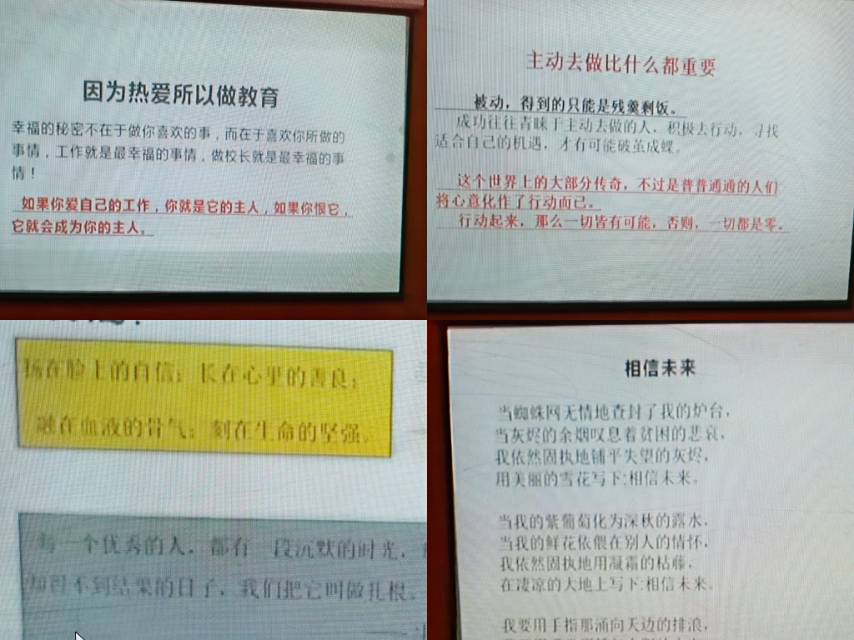 因为热爱所以做教育
幸福的秘密不在于做你喜欢的事，而在于喜欢你所做的
事情，工作就是最幸福的事情，做校长就是最幸福的事
情！
如果你爱自己的工作，你就是它的主人，如果你恨它，
它就会成为你的主人。
主动去做比什么都重要
被动，得到的只能是残羹剩饭。
成功往往青睐于主动去做的人，积极去行动，寻找
适合自己的机遇，才有可能破茧成蝶。
这个世界上的大部分传奇，不过是普普通通的人们
将心意化作了行动而已。
行动起来，那么一切皆有可能，否则，一切都是零。
扬在脸上的自信；长在心里的善良；
融在血液的骨气；刻在生命的坚强。
每一个优秀的人，都有一段沉默的时光，
不到结果的日子，我们把它叫做扎根。
相信未来
当蜘蛛网无情地查封了我的炉台，
当灰烬的余烟叹息着贫困的悲哀，
我依然固执地铺平失望的灰烬，
用美丽的雪花写下:相信未来。
当我的紫葡萄化为深秋的露水，
当我的鲜花依偎在别人的情怀，
我依然固执地用凝霜的枯藤，
在凄凉的大地上写下:相信未来。
我要用手指那涌向天边的排浪，